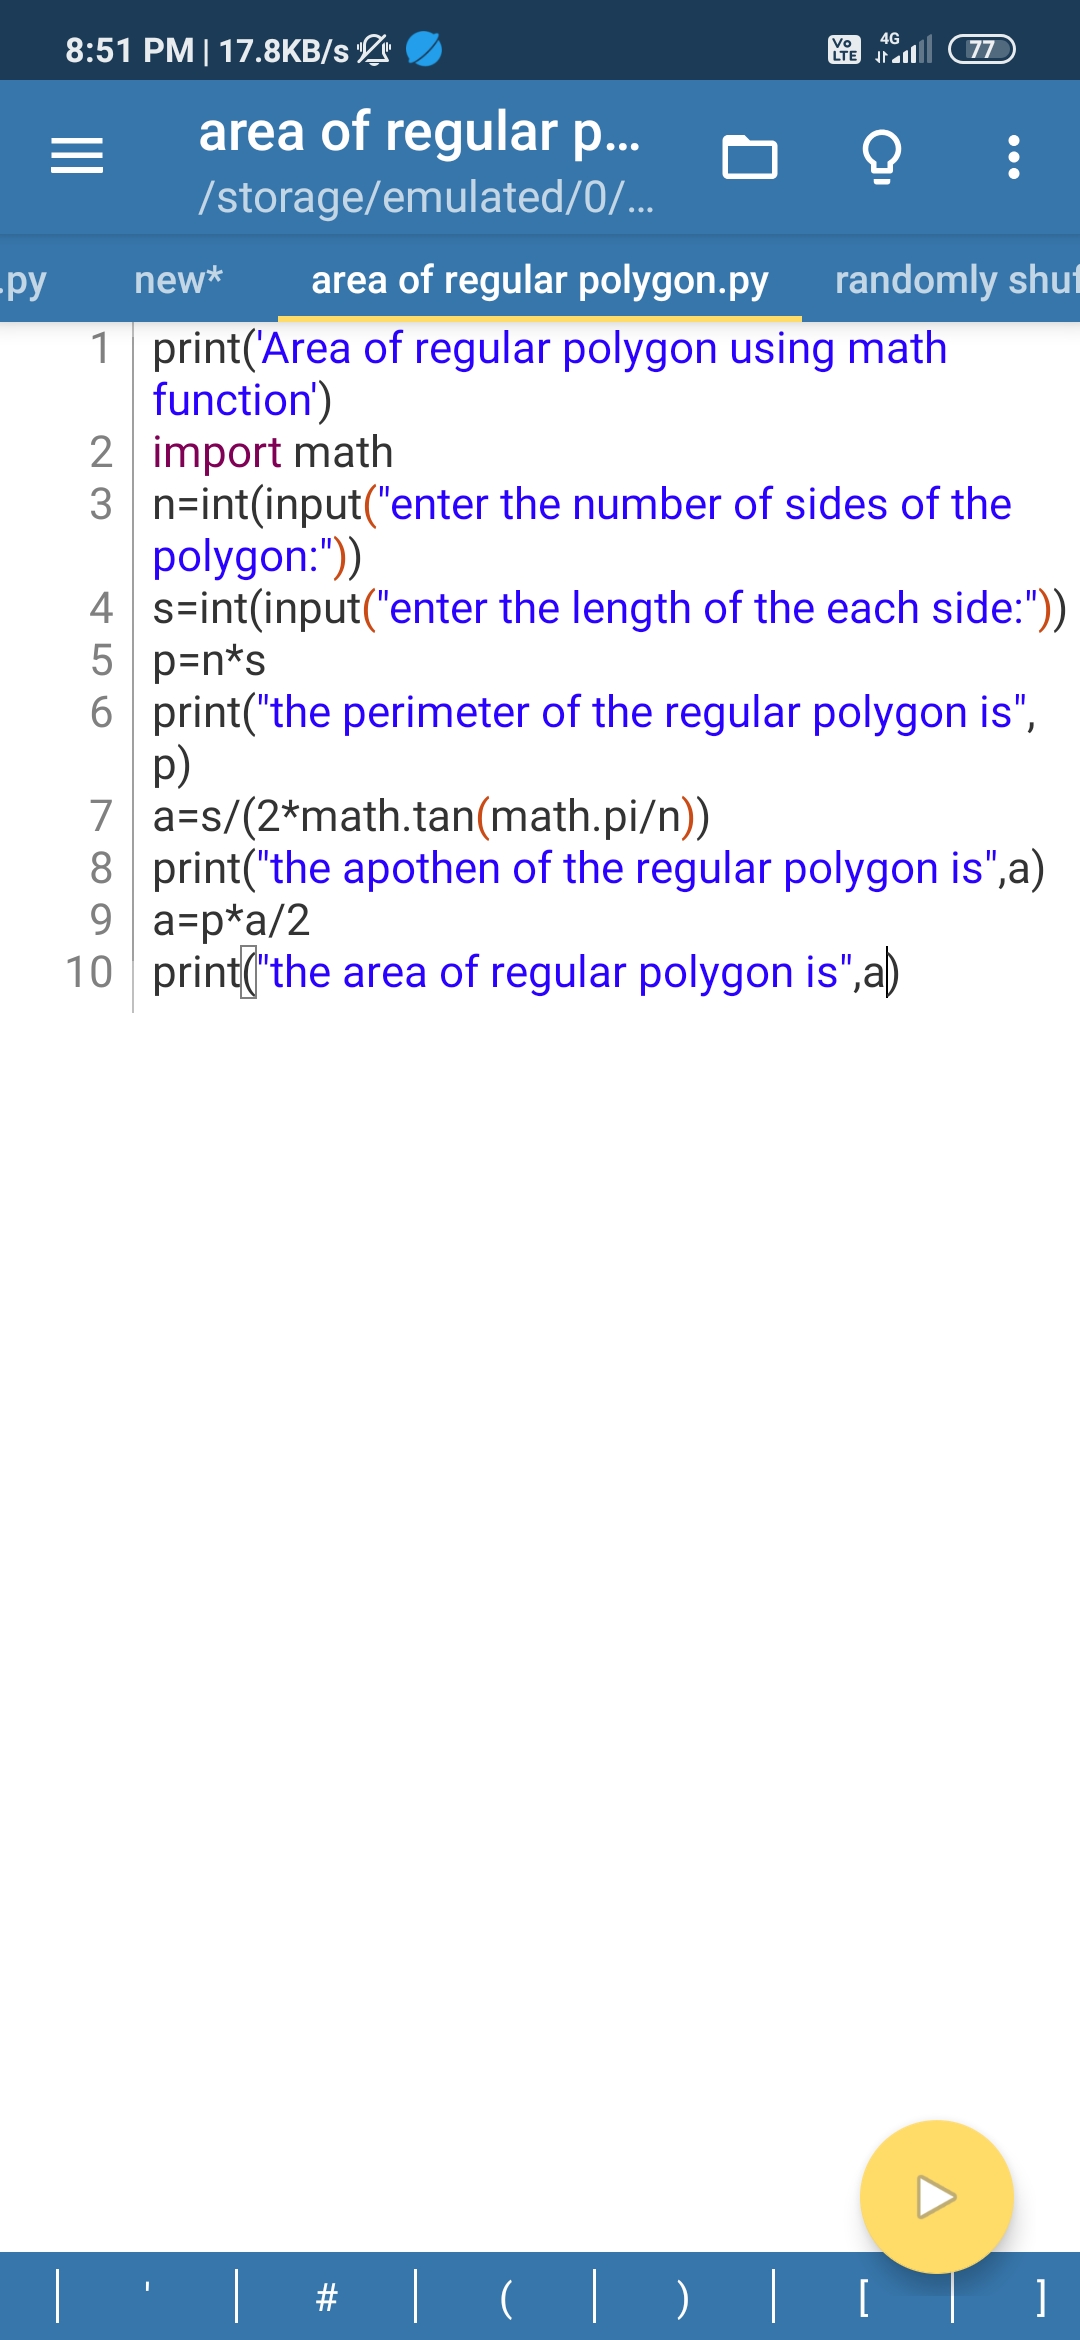 8:51 PM | 17.8KB/s
Vo LTE 4G 77
area of regular p...
/storage/emulated/0/...
.py new* area of regular polygon.py randomly shuf
1 print('Area of regular polygon using math
function')
2 import math
3 n=int(input("enter the number of sides of the
polygon:"))
4 s=int(input("enter the length of the each side:"))
5 p=n*s
6 print("the perimeter of the regular polygon is",
p)
7 a=s/(2*math.tan(math.pi/n))
8 print("the apothen of the regular polygon is",a)
9 a=p*a/2
10 print("the area of regular polygon is",a)
' # ( ) [ ]